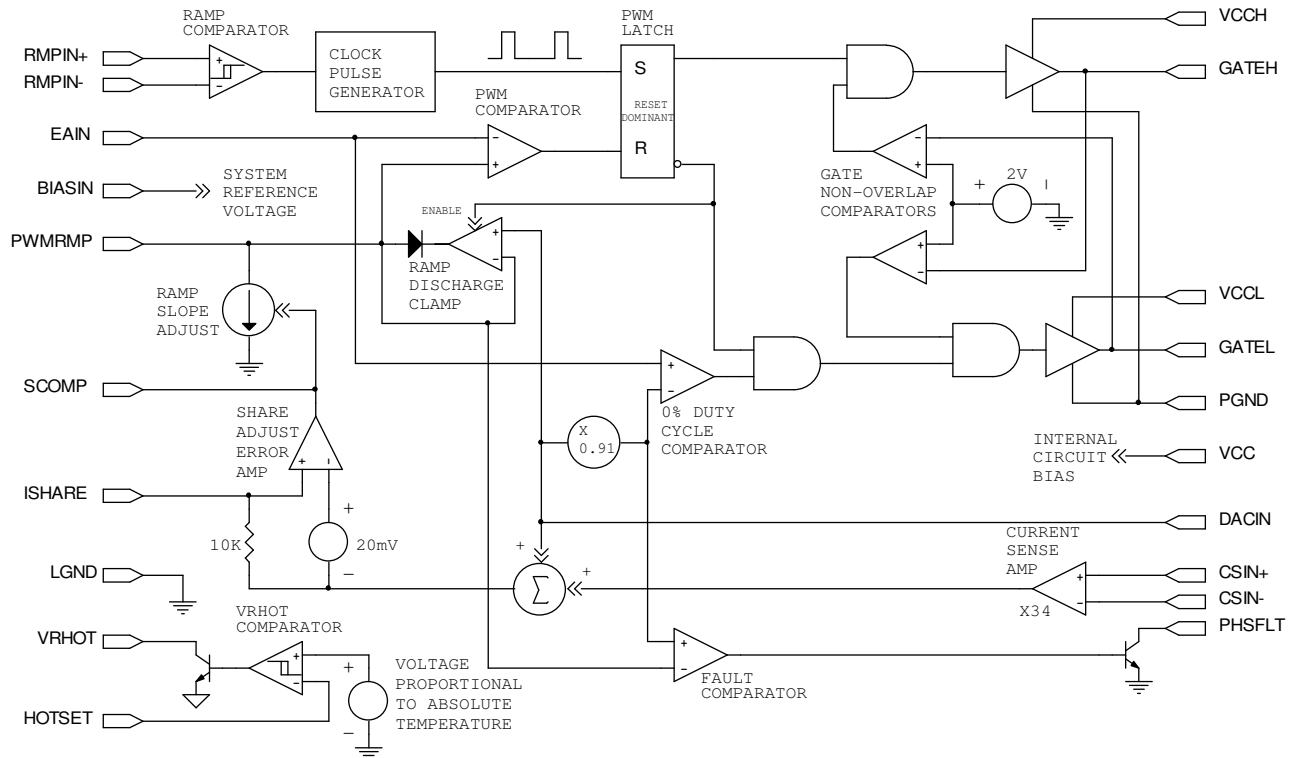 RAMP
COMPARATOR
RMPIN+
RMPIN-
+
−
CLOCK
PULSE
GENERATOR
PWM
LATCH
S
RESET
DOMINANT
R
VCCH
GATEH
EAIN
PWM
COMPARATOR
−
+
BIASIN
SYSTEM
REFERENCE
VOLTAGE
−
+
GATE
NON-OVERLAP
COMPARATORS
+
2V
−
+
−
PWMRMP
ENABLE
+
−
RAMP
DISCHARGE
CLAMP
RAMP
SLOPE
ADJUST
VCCL
GATEL
PGND
SCOMP
+
−
0% DUTY
CYCLE
COMPARATOR
SHARE
ADJUST
ERROR
AMP
+
−
X
0.91
INTERNAL
CIRCUIT
BIAS
VCC
ISHARE
10K
+
20mV
−
DACIN
CURRENT
SENSE
AMP
X34
+
−
CSIN+
CSIN-
LGND
+
+
Σ
PHSFLT
VRHOT
VRHOT
COMPARATOR
+
−
+
−
VOLTAGE
PROPORTIONAL
TO ABSOLUTE
TEMPERATURE
+
−
FAULT
COMPARATOR
HOTSET